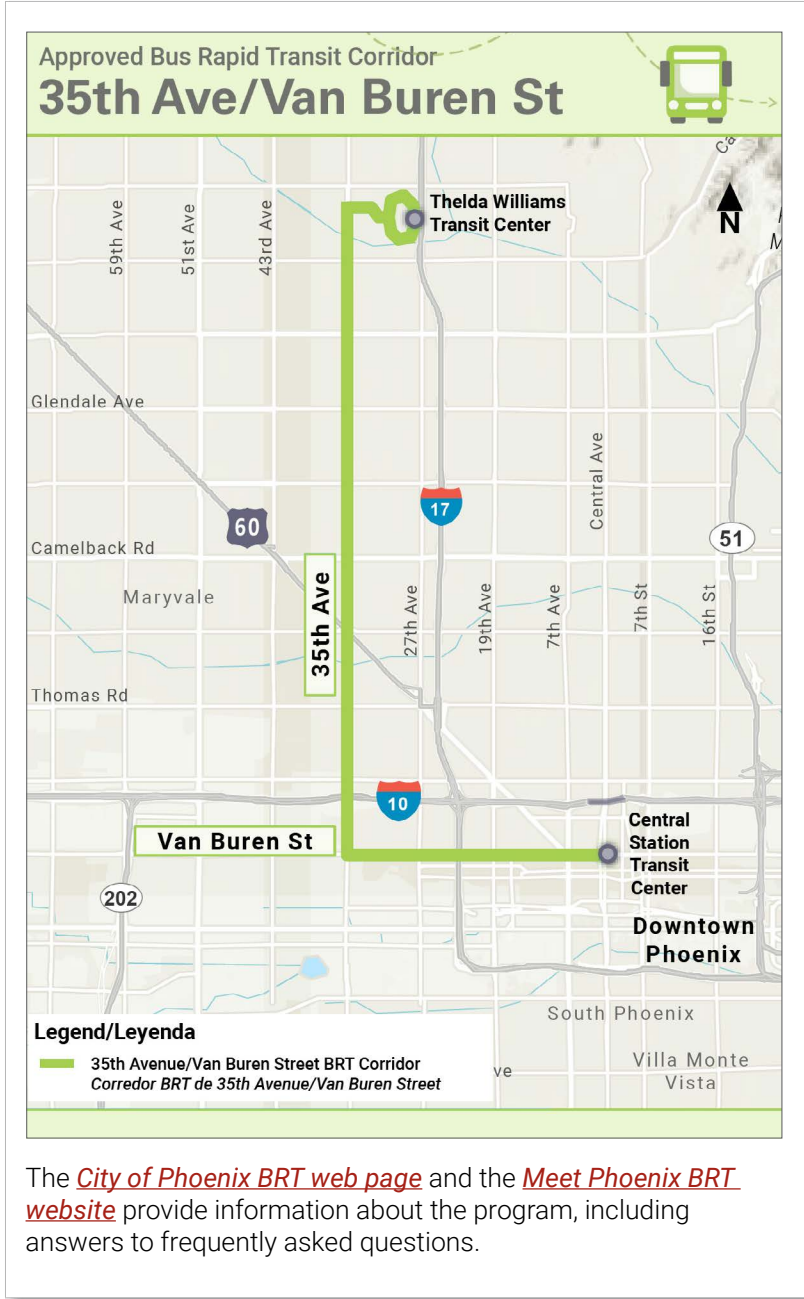 Approved Bus Rapid Transit Corridor
35th Ave/Van Buren St
Ca
N
M
Thelda Williams
Transit Center
59th Ave
51st Ave
43rd Ave
Glendale Ave
Central Ave
17
60
51
Camelback Rd
Maryvale
35th Ave
27th Ave
19th Ave
7th Ave
7th St
16th St
Thomas Rd
10
Van Buren St
Central
Station
Transit
Center
202
Downtown
Phoenix
South Phoenix
Legend/Leyenda
35th Avenue/Van Buren Street BRT Corridor
Corredor BRT de 35th Avenue/Van Buren Street
ve
Villa Monte
Vista
The City of Phoenix BRT web page and the Meet Phoenix BRT
website provide information about the program, including
answers to frequently asked questions.